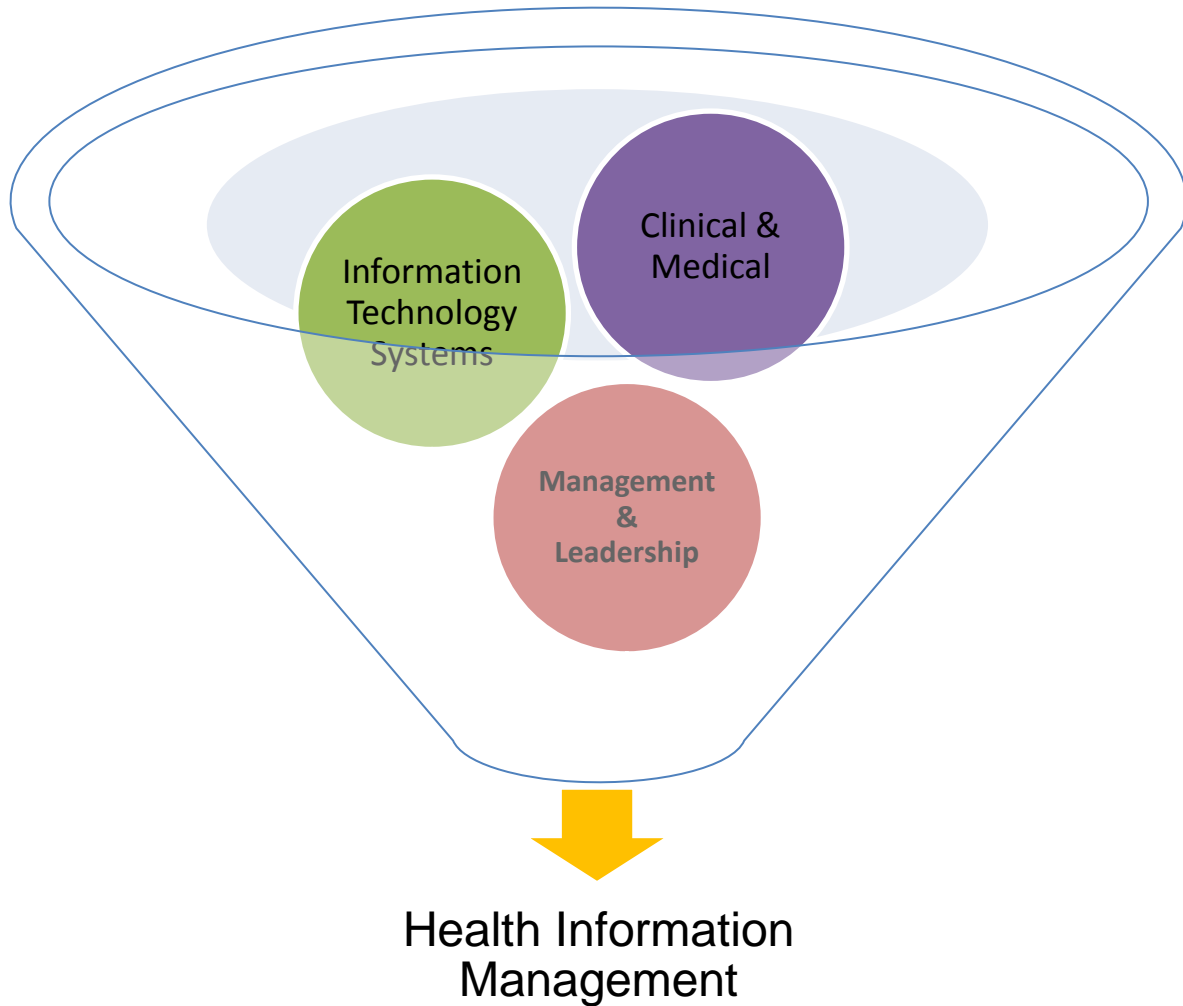 Clinical &
Medical
Information
Technology
Systems
Management
&
Leadership
Health Information
Management